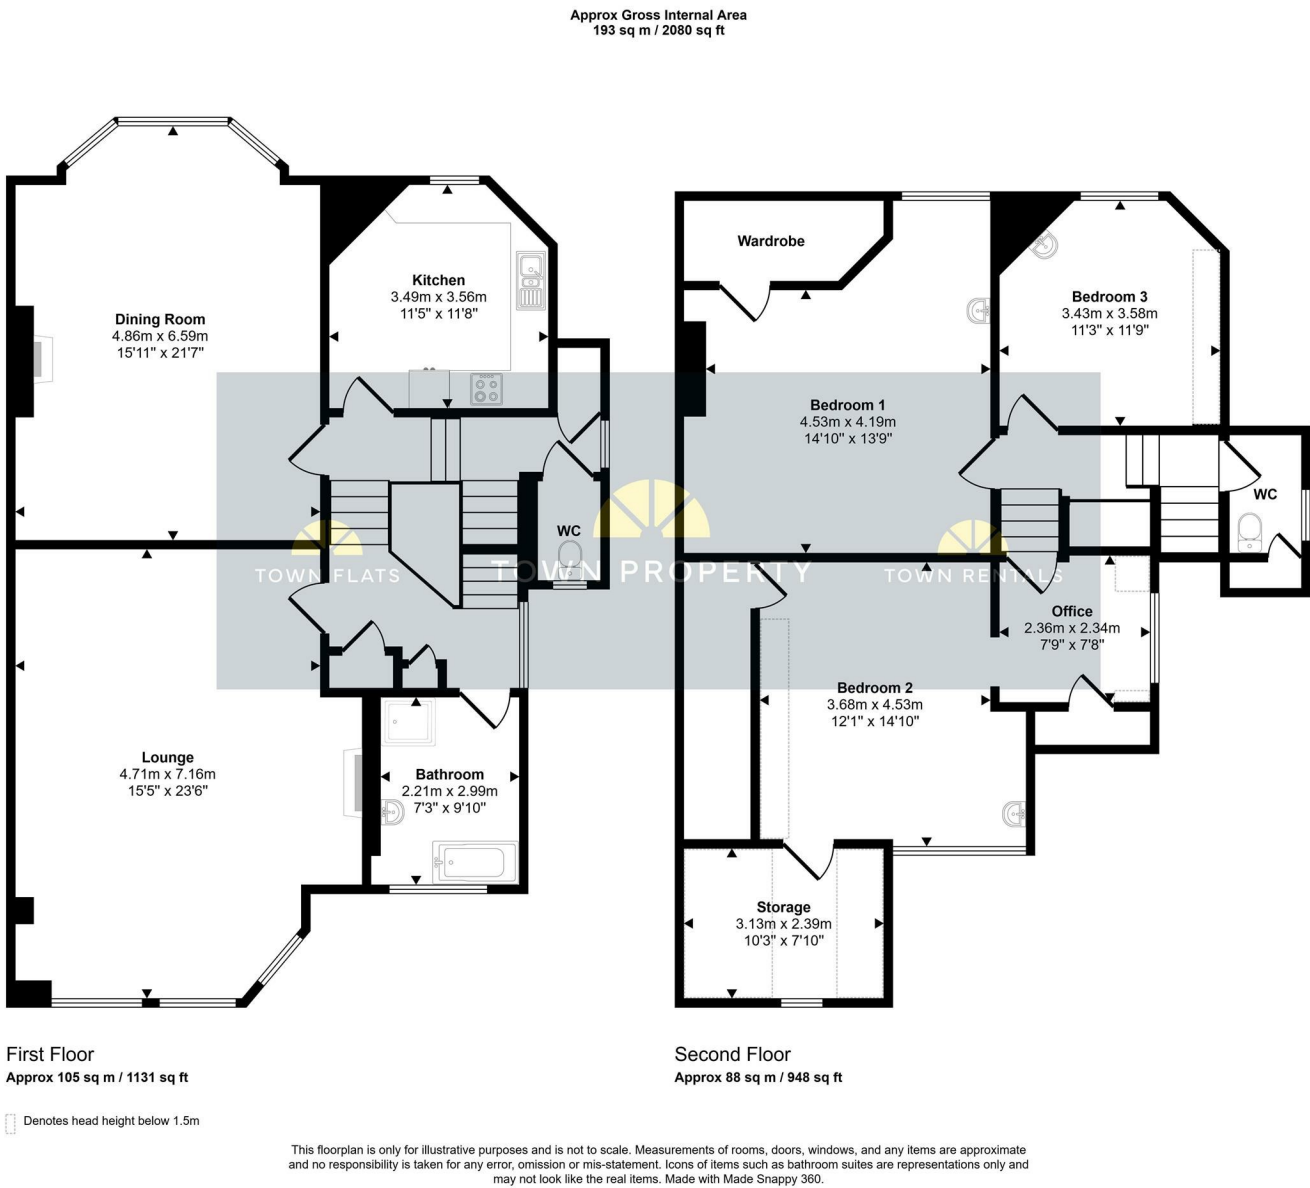 Approx Gross Internal Area
193 sq m / 2080 sq ft
Wardrobe
Kitchen
3.49m x 3.56m
11'5" x 11'8"
Bedroom 3
3.43m x 3.58m
11'3" x 11'9"
Dining Room
4.86m x 6.59m
15'11" x 21'7"
Bedroom 1
4.53m x 4.19m
14'10" x 13'9"
WC
WC
TOWN FLATS
TOWN PROPERTY
TOWN RENTALS
Office
2.36m x 2.34m
7'9" x 7'8"
Bedroom 2
3.68m x 4.53m
12'1" x 14'10"
Lounge
4.71m x 7.16m
15'5" x 23'6"
Bathroom
2.21m x 2.99m
7'3" x 9'10"
Storage
3.13m x 2.39m
10'3" x 7'10"
First Floor
Approx 105 sq m / 1131 sq ft
Second Floor
Approx 88 sq m / 948 sq ft
Denotes head height below 1.5m
This floorplan is only for illustrative purposes and is not to scale. Measurements of rooms, doors, windows, and any items are approximate
and no responsibility is taken for any error, omission or mis-statement. Icons of items such as bathroom suites are representations only and
may not look like the real items. Made with Made Snappy 360.